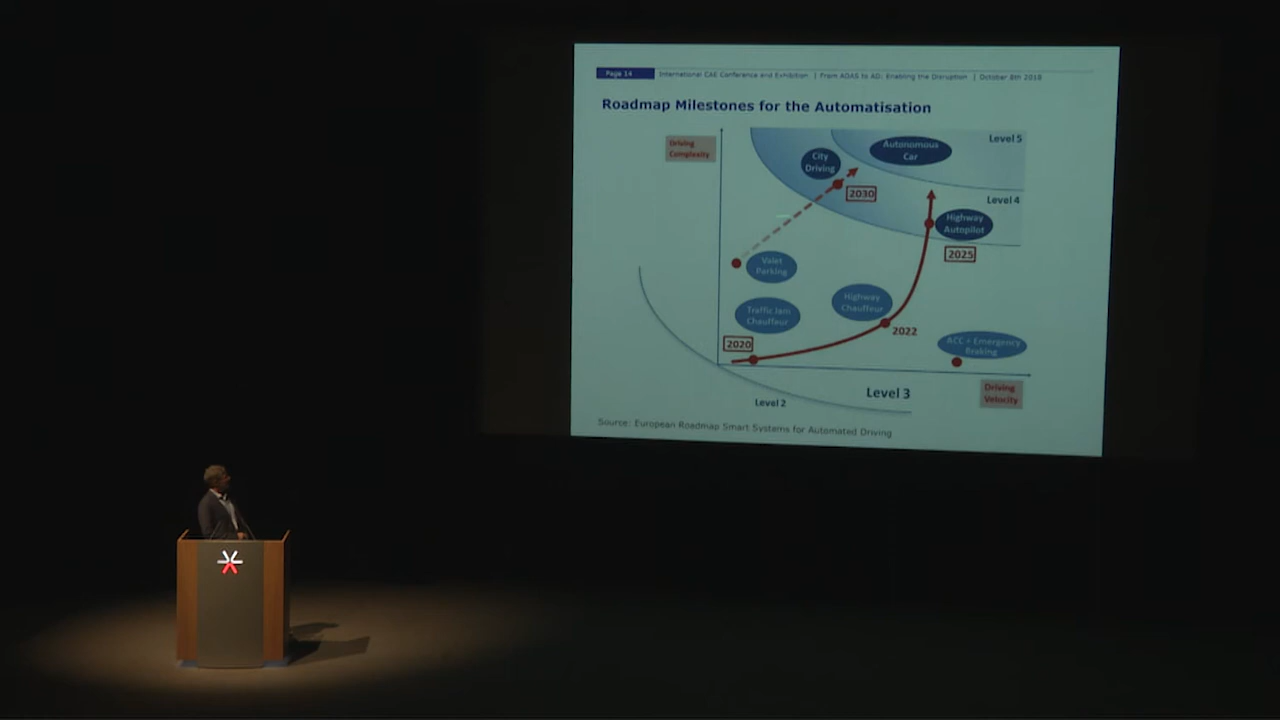 Page 14
International CAE Conference and Exhibition | From ADAS to AD: Enabling the Disruption | October 8th 2018
Roadmap Milestones for the Automatisation
Driving
Complexity
Level 5
Autonomous
Car
City
Driving
2030
Level 4
Highway
Autopilot
2025
Valet
Parking
Highway
Chauffeur
Traffic Jam
Chauffeur
2022
2020
ACC + Emergency
Braking
Level 3
Driving
Velocity
Level 2
Source: European Roadmap Smart Systems for Automated Driving